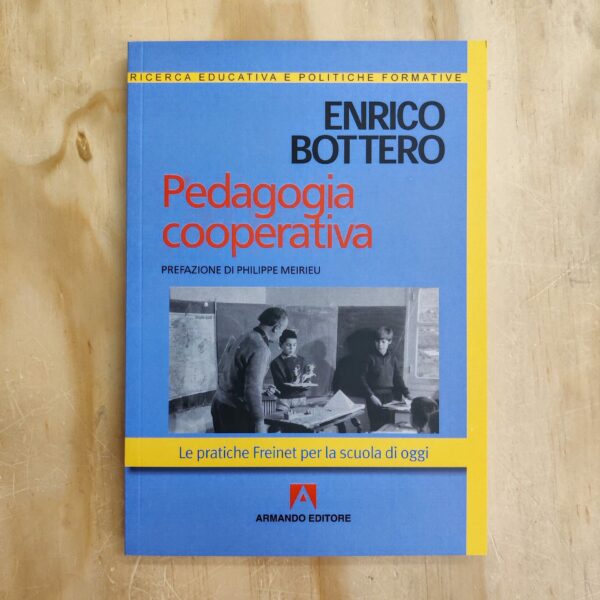 RICERCA EDUCATIVA E POLITICHE FORMATIVE
ENRICO
BOTTERO
Pedagogia
cooperativa
PREFAZIONE DI PHILIPPE MEIRIEU
Le pratiche Freinet per la scuola di oggi
ARMANDO EDITORE